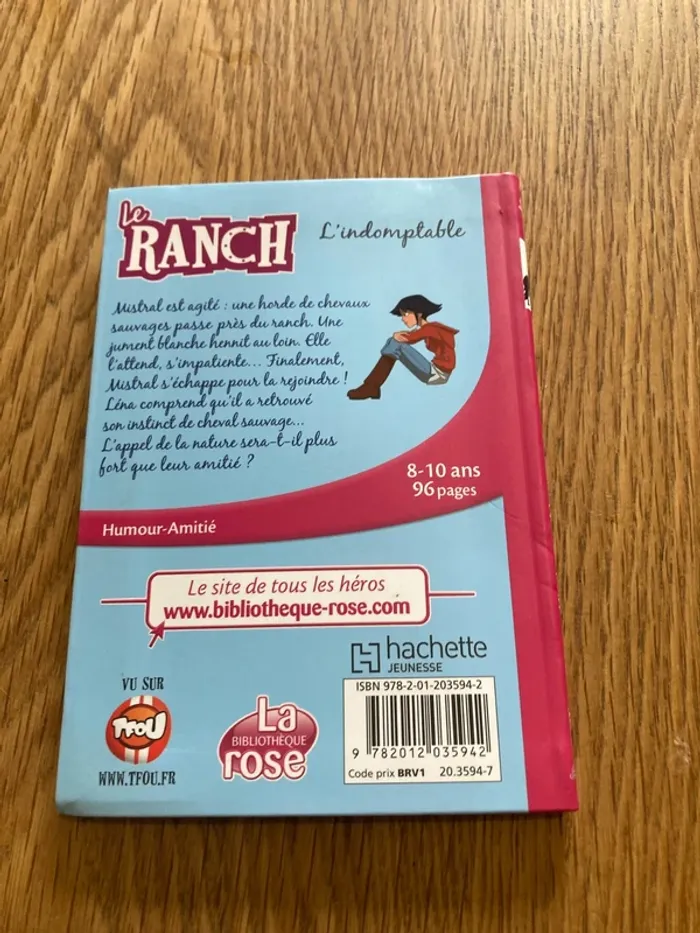 Le
RANCH
L'indomptable
Mistral est agité : une horde de chevaux
sauvages passe près du ranch. Une
jument blanche hennit au loin. Elle
l'attend, s'impatiente... Finalement,
Mistral s'échappe pour la rejoindre !
Léna comprend qu'il a retrouvé
son instinct de cheval sauvage...
L'appel de la nature sera-t-il plus
fort que leur amitié ?
8-10 ans
96 pages
Humour-Amitié
Le site de tous les héros
www.bibliotheque-rose.com
hachette
JEUNESSE
ISBN 978-2-01-203594-2
VU SUR
TFOU
WWW.TFOU.FR
La
BIBLIOTHÈQUE
rose
9 782012 035942
Code prix BRV1 20.3594-7